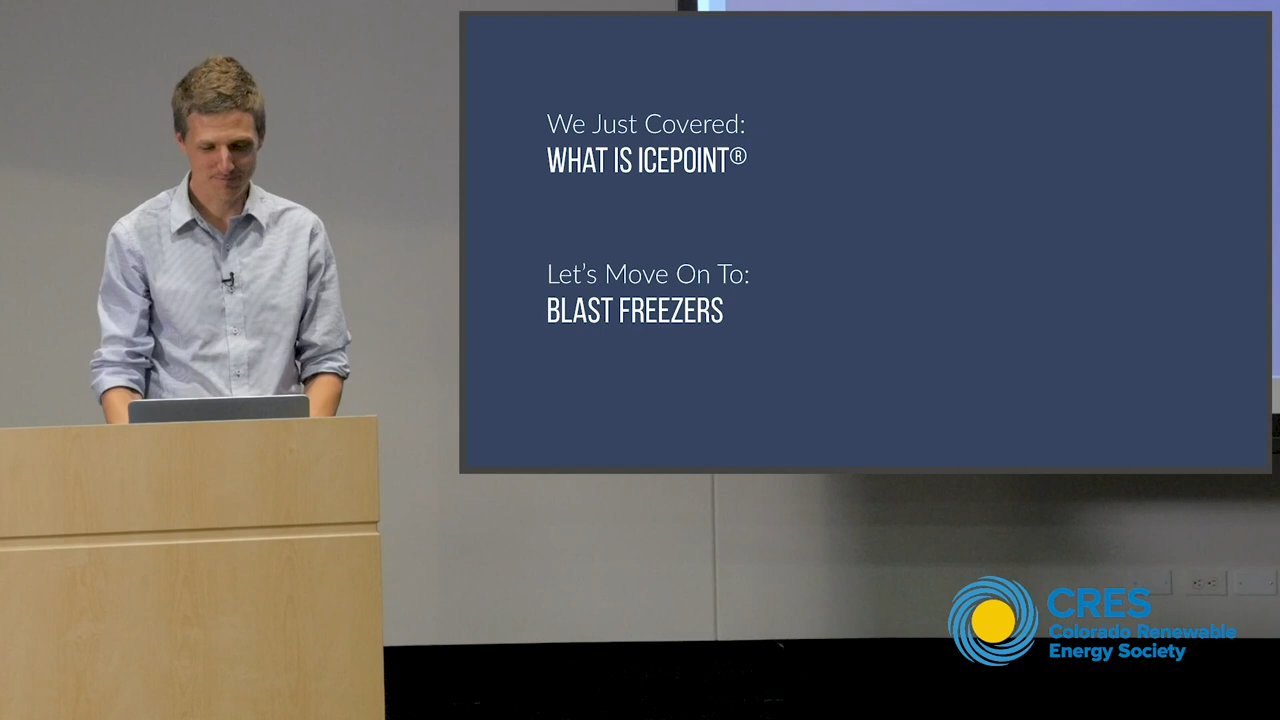 We Just Covered:
WHAT IS ICEPOINT®
Let's Move On To:
BLAST FREEZERS
CRES
Colorado Renewable
Energy Society